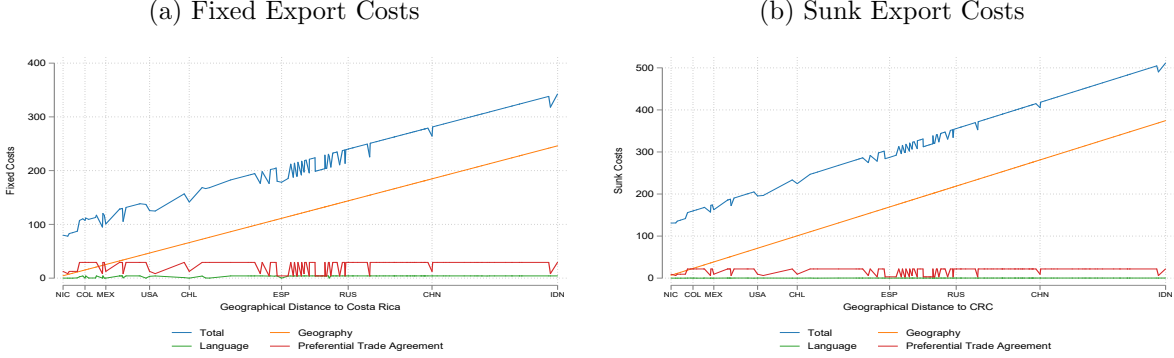 (a) Fixed Export Costs
(b) Sunk Export Costs
400
300
200
100
0
Fixed Costs
NIC COL MEX USA CHL ESP RUS CHN IDN
Geographical Distance to Costa Rica
Total Geography
Language Preferential Trade Agreement
500
400
300
200
100
0
Sunk Costs
NIC COL MEX USA CHL ESP RUS CHN IDN
Geographical Distance to CRC
Total Geography
Language Preferential Trade Agreement